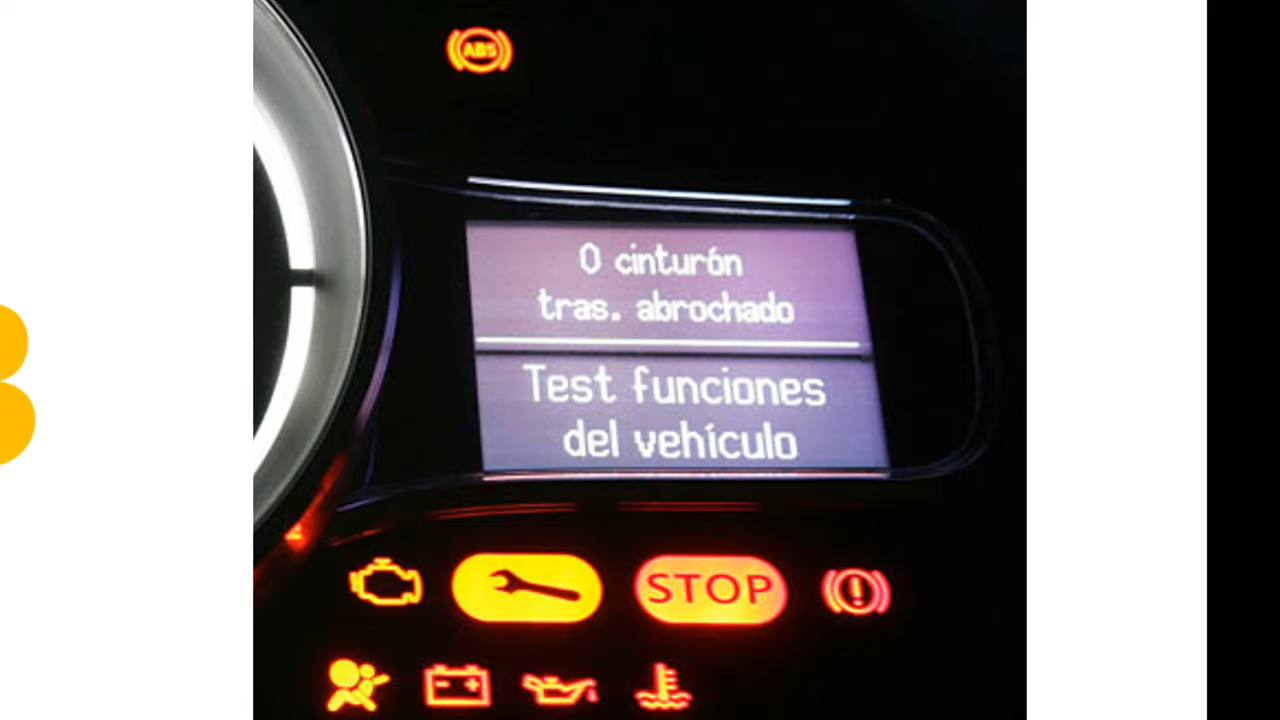 ABS
0 cinturón
tras. abrochado
Test funciones
del vehículo
STOP